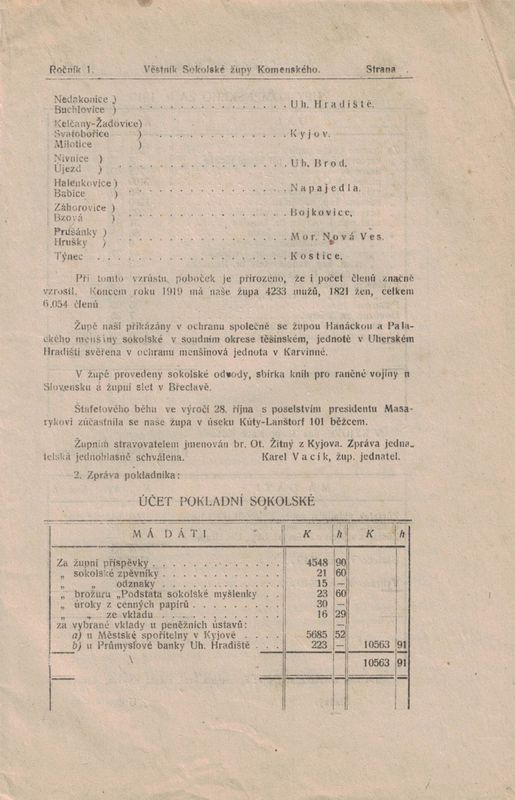 Ročník 1. Věstník Sokolské župy Komenského. Strana .
Nedakonice )
Buchlovice ) . . . . . . . . . . . . . . . Uh. Hradiště.
Kelčany-Žadovice)
Svatobořice ) . . . . . . . . . . . . . . . Kyjov.
Milotice )
Nivnice )
Újezd ) . . . . . . . . . . . . . . . . . Uh. Brod.
Halenkovice )
Babice ) . . . . . . . . . . . . . . . Napajedla.
Záhorovice )
Bzová ) . . . . . . . . . . . . . . . Bojkovice.
Prušánky )
Hrušky ) . . . . . . . . . . . . . . . . Mor. Nová Ves.
Týnec . . . . . . . . . . . . . . . . . . Kostice.
Při tomto vzrůstu, poboček je přirozeno, že i počet členů značně
vzrostl. Koncem roku 1919 má naše župa 4233 mužů, 1821 žen, celkem
6.054 členů
Župě naší přikázány v ochranu společně se župou Hanáckou a Pala-
ckého menšiny sokolské v soudním okrese těšínském, jednotě v Uherském
Hradišti svěřena v ochranu menšinová jednota v Karvinné.
V župě provedeny sokolské odvody, sbírka knih pro raněné vojíny n
Slovensku a župní slet v Břeclavě.
Štafetového běhu ve výročí 28. října s poselstvím presidentu Masa-
rykovi zúčastnila se naše župa v úseku Kúty-Lanštorf 101 běžcem.
Župním stravovatelem jmenován br. Ot. Žitný z Kyjova. Zpráva jedna-
telská jednohlasně schválena. Karel Vacík, žup. jednatel.
2. Zpráva pokladníka:
ÚČET POKLADNÍ SOKOLSKÉ
MÁ DÁTI K h K h
Za župní příspěvky . . . . . . . . . . . 4548 90
„ sokolské zpěvníky . . . . . . . . . . 21 60
„ „ odznaky . . . . . . . . . . 15 —
„ brožuru „Podstata sokolské myšlenky . . 23 60
„ úroky z cenných papírů . . . . . . . . 30 —
„ „ ze vkladu . . . . . . . . . . 16 29
za vybrané vklady u peněžních ústavů: —
a) u Městské spořitelny v Kyjově . . . . 5685 52
b) u Průmyslové banky Uh. Hradiště . . . 223 — 10563 91
10563 91